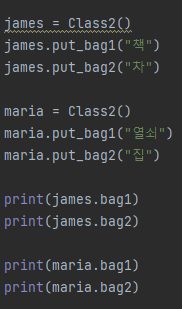 james = Class2()
james.put_bag1("책")
james.put_bag2("차")
maria = Class2()
maria.put_bag1("열쇠")
maria.put_bag2("집")
print(james.bag1)
print(james.bag2)
print(maria.bag1)
print(maria.bag2)